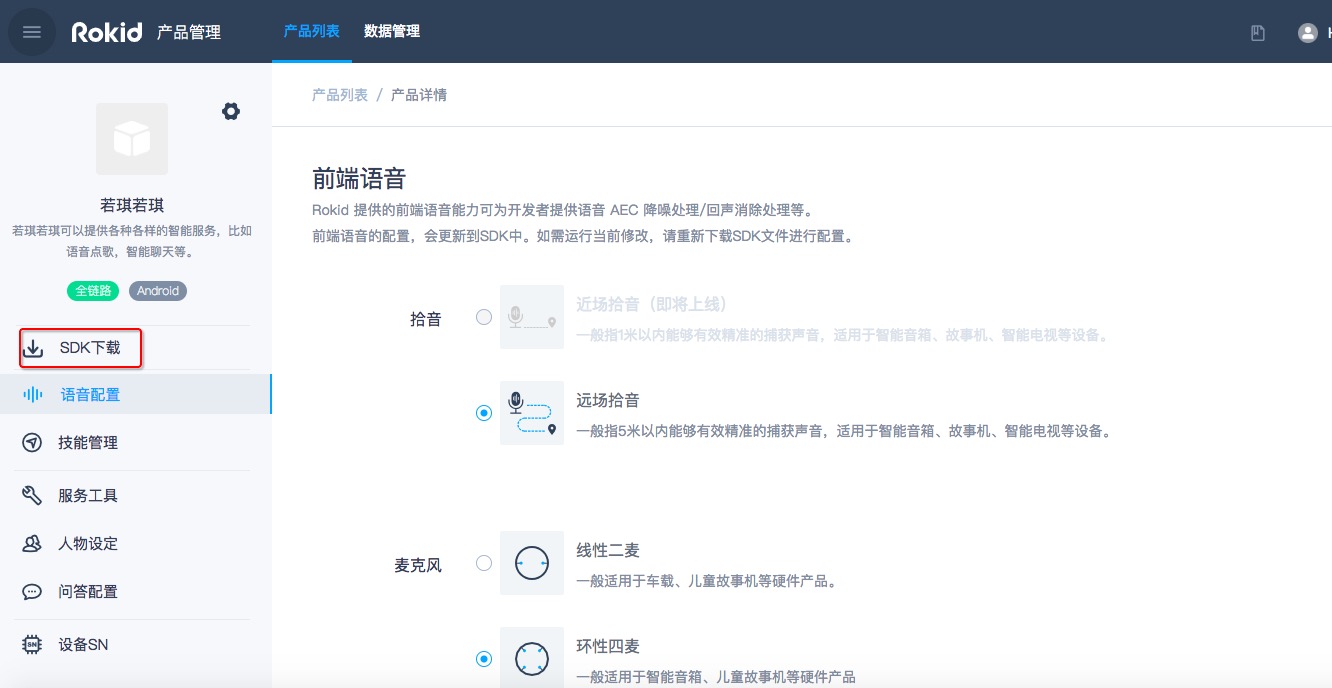 Rokid 产品管理 产品列表 数据管理
产品列表 / 产品详情
若琪若琪
若琪若琪可以提供各种各样的智能服务，比如
语音点歌，智能聊天等。
全链路 Android
SDK下载
语音配置
技能管理
服务工具
人物设定
问答配置
SN 设备SN
前端语音
Rokid 提供的前端语音能力可为开发者提供语音 AEC 降噪处理/回声消除处理等。
前端语音的配置，会更新到SDK中。如需运行当前修改，请重新下载SDK文件进行配置。
拾音
近场拾音（即将上线）
一般指1米以内能够有效精准的捕获声音，适用于智能音箱、故事机、智能电视等设备。
远场拾音
一般指5米以内能够有效精准的捕获声音，适用于智能音箱、故事机、智能电视等设备。
麦克风
线性二麦
一般适用于车载、儿童故事机等硬件产品。
环性四麦
一般适用于智能音箱、儿童故事机等硬件产品